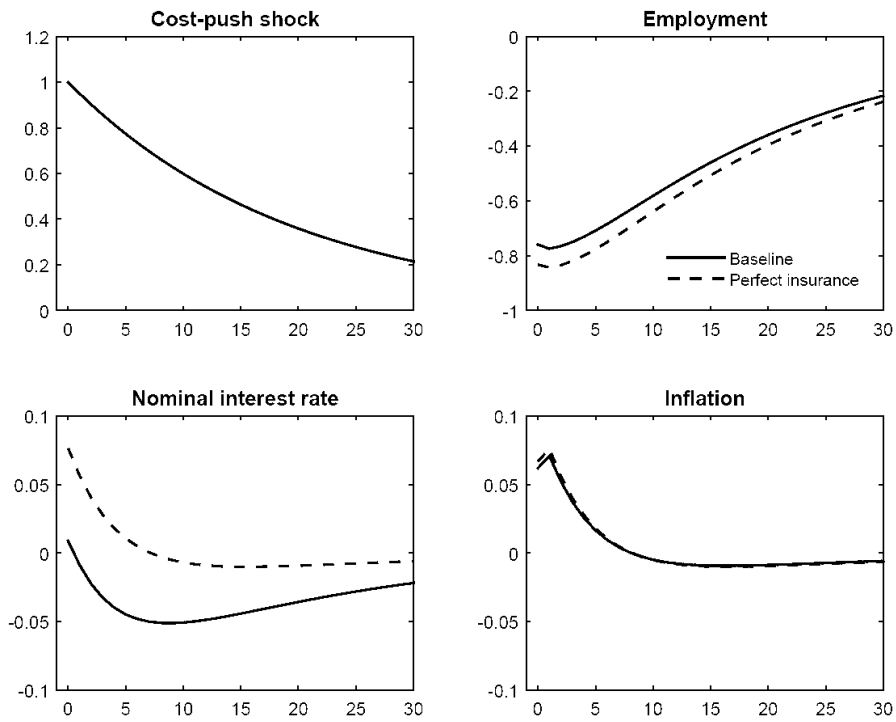 Cost-push shock
1.2
1
0.8
0.6
0.4
0.2
0
0 5 10 15 20 25 30
Employment
0
-0.2
-0.4
-0.6
-0.8
-1
Baseline
Perfect insurance
0 5 10 15 20 25 30
Nominal interest rate
0.1
0.05
0
-0.05
-0.1
0 5 10 15 20 25 30
Inflation
0.1
0.05
0
-0.05
-0.1
0 5 10 15 20 25 30